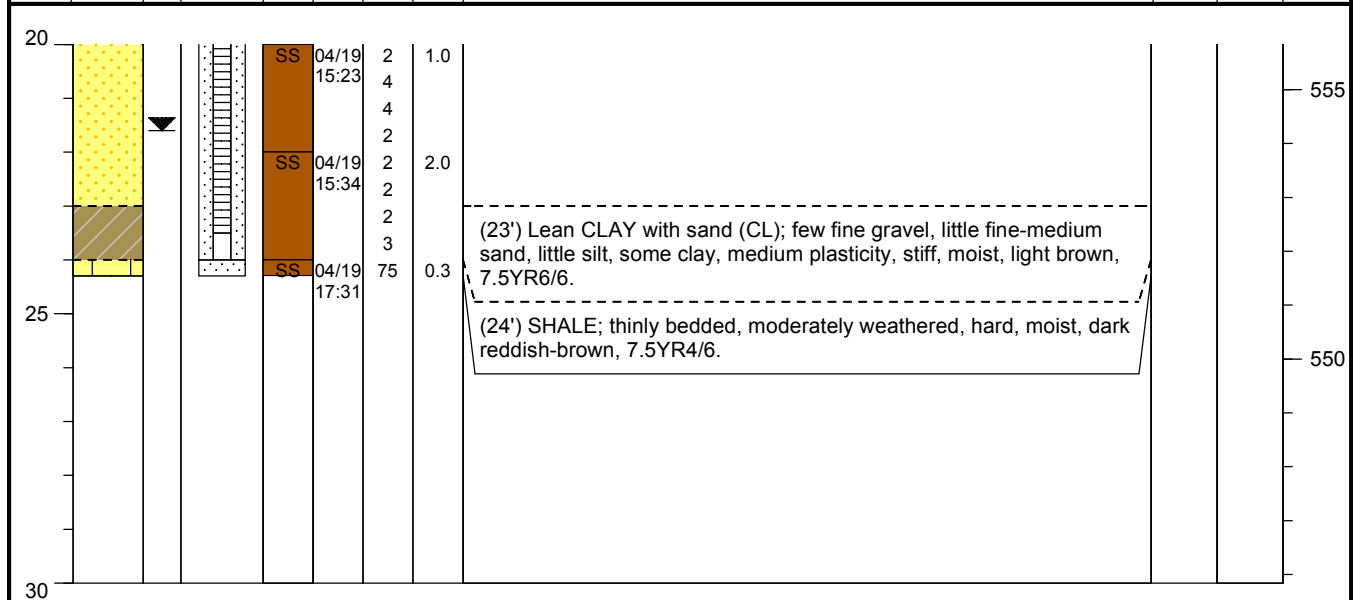 20
SS 04/19 2 1.0
15:23
4
4
2
555
SS 04/19 2 2.0
15:34
2
2
3
(23') Lean CLAY with sand (CL); few fine gravel, little fine-medium
sand, little silt, some clay, medium plasticity, stiff, moist, light brown,
7.5YR6/6.
SS 04/19 75 0.3
17:31
25
(24') SHALE; thinly bedded, moderately weathered, hard, moist, dark
reddish-brown, 7.5YR4/6.
550
30